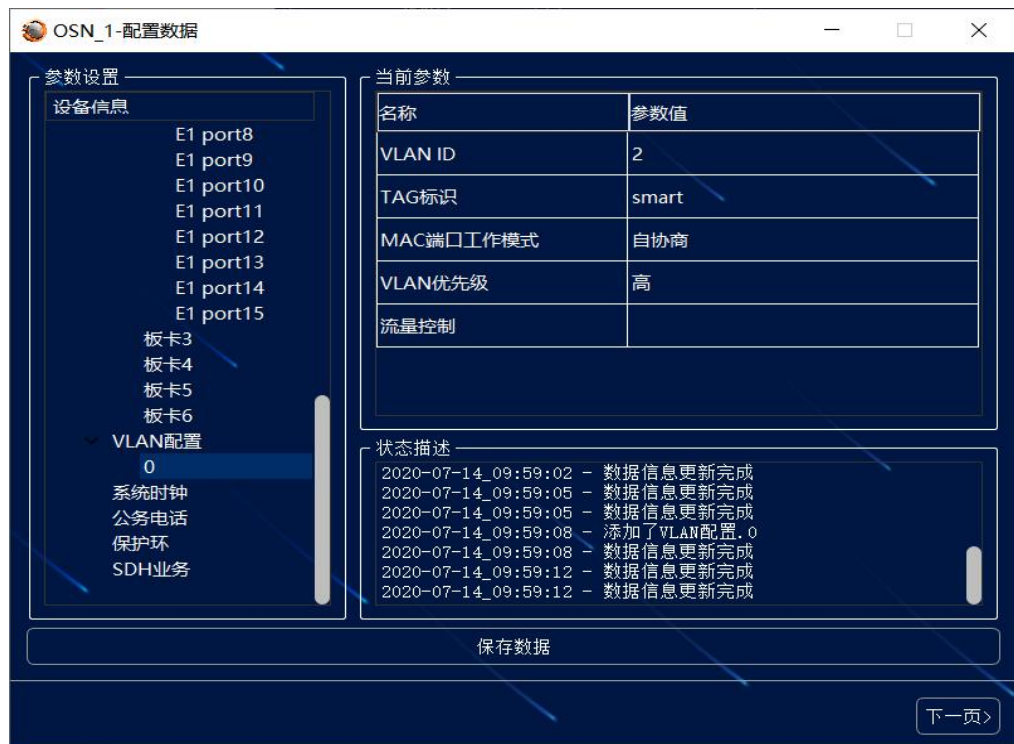 OSN_1-配置数据
参数设置
设备信息
E1 port8
E1 port9
E1 port10
E1 port11
E1 port12
E1 port13
E1 port14
E1 port15
板卡3
板卡4
板卡5
板卡6
VLAN配置
0
系统时钟
公务电话
保护环
SDH业务
当前参数
名称 参数值
VLAN ID 2
TAG标识 smart
MAC端口工作模式 自协商
VLAN优先级 高
流量控制
状态描述
2020-07-14_09:59:02 - 数据信息更新完成
2020-07-14_09:59:05 - 数据信息更新完成
2020-07-14_09:59:05 - 数据信息更新完成
2020-07-14_09:59:08 - 添加了VLAN配置.0
2020-07-14_09:59:08 - 数据信息更新完成
2020-07-14_09:59:12 - 数据信息更新完成
2020-07-14_09:59:12 - 数据信息更新完成
保存数据
下一页>